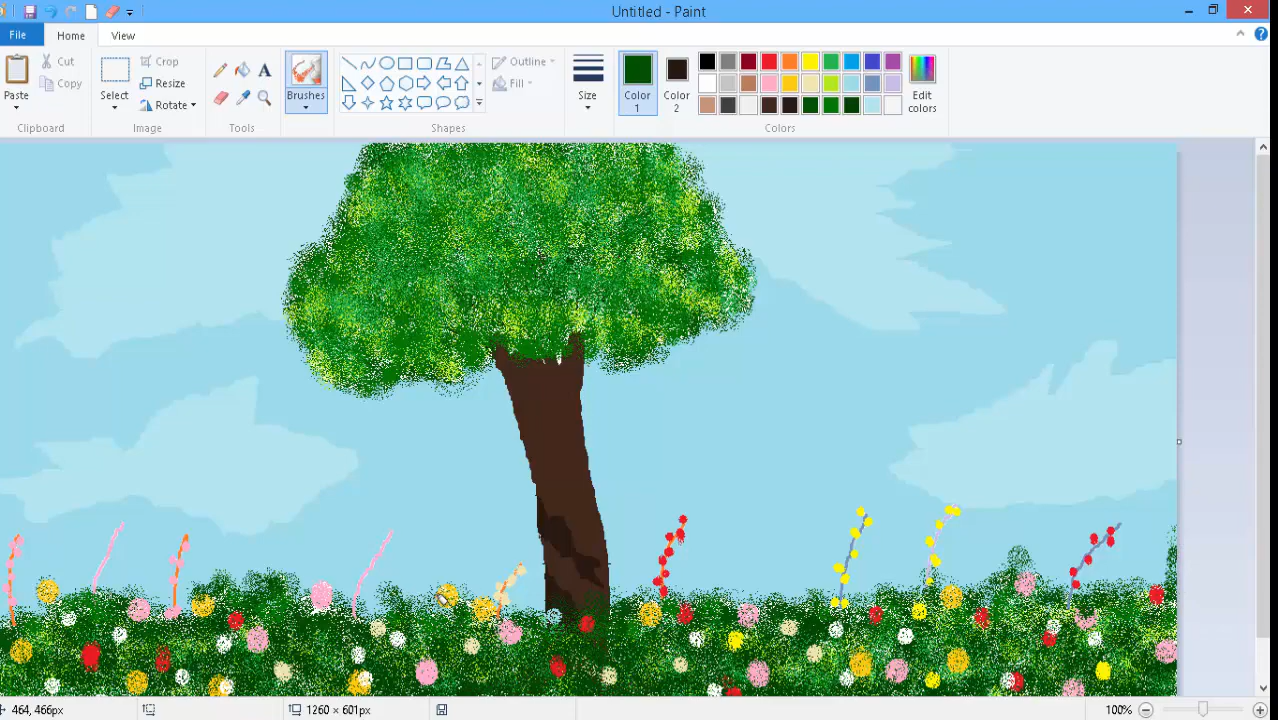 Untitled - Paint
File
Home
View
Paste
Cut
Copy
Clipboard
Select
Crop
Resize
Rotate
Image
A
Tools
Brushes
Outline
Fill
Shapes
Size
Color
1
Color
2
Edit
colors
Colors
464, 466px
1260 × 601px
100%